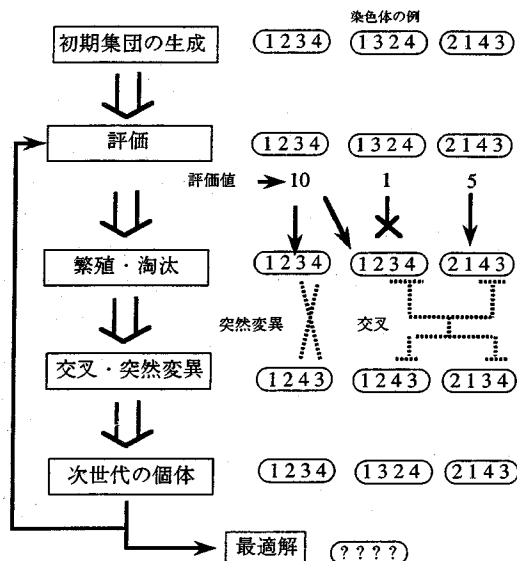 染色体の例
初期集団の生成 1234 1324 2143
評価 1234 1324 2143
評価値 10 1 5
繁殖・淘汰 1234 1234 2143
突然変異 交叉
交叉・突然変異 1243 1243 2134
次世代の個体 1234 1324 2143
最適解 ????